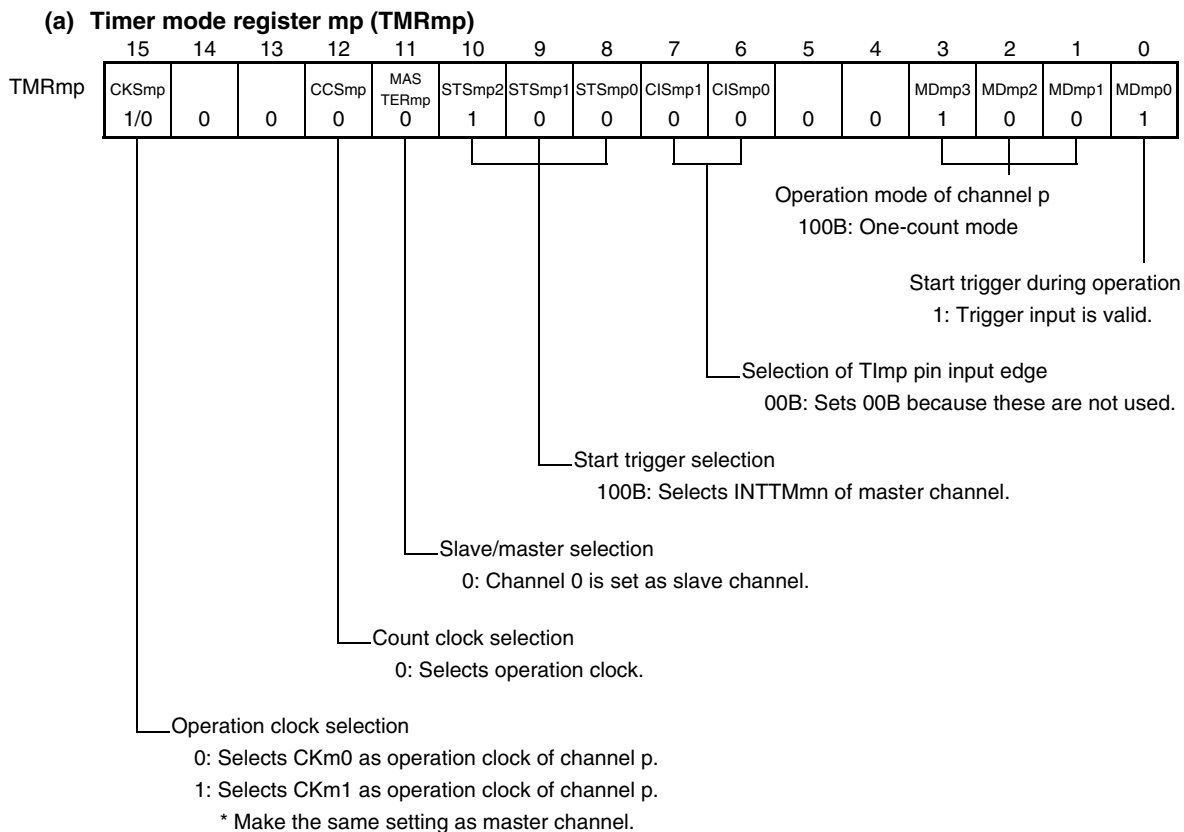 (a) Timer mode register mp (TMRmp)
15 14 13 12 11 10 9 8 7 6 5 4 3 2 1 0
TMRmp CKSmp CCSmp MAS TERmp STSmp2 STSmp1 STSmp0 CISmp1 CISmp0 MDmp3 MDmp2 MDmp1 MDmp0
1/0 0 0 0 0 1 0 0 0 0 0 0 1 0 0 1
Operation mode of channel p
100B: One-count mode
Start trigger during operation
1: Trigger input is valid.
Selection of TImp pin input edge
00B: Sets 00B because these are not used.
Start trigger selection
100B: Selects INTTMmn of master channel.
Slave/master selection
0: Channel 0 is set as slave channel.
Count clock selection
0: Selects operation clock.
Operation clock selection
0: Selects CKm0 as operation clock of channel p.
1: Selects CKm1 as operation clock of channel p.
* Make the same setting as master channel.